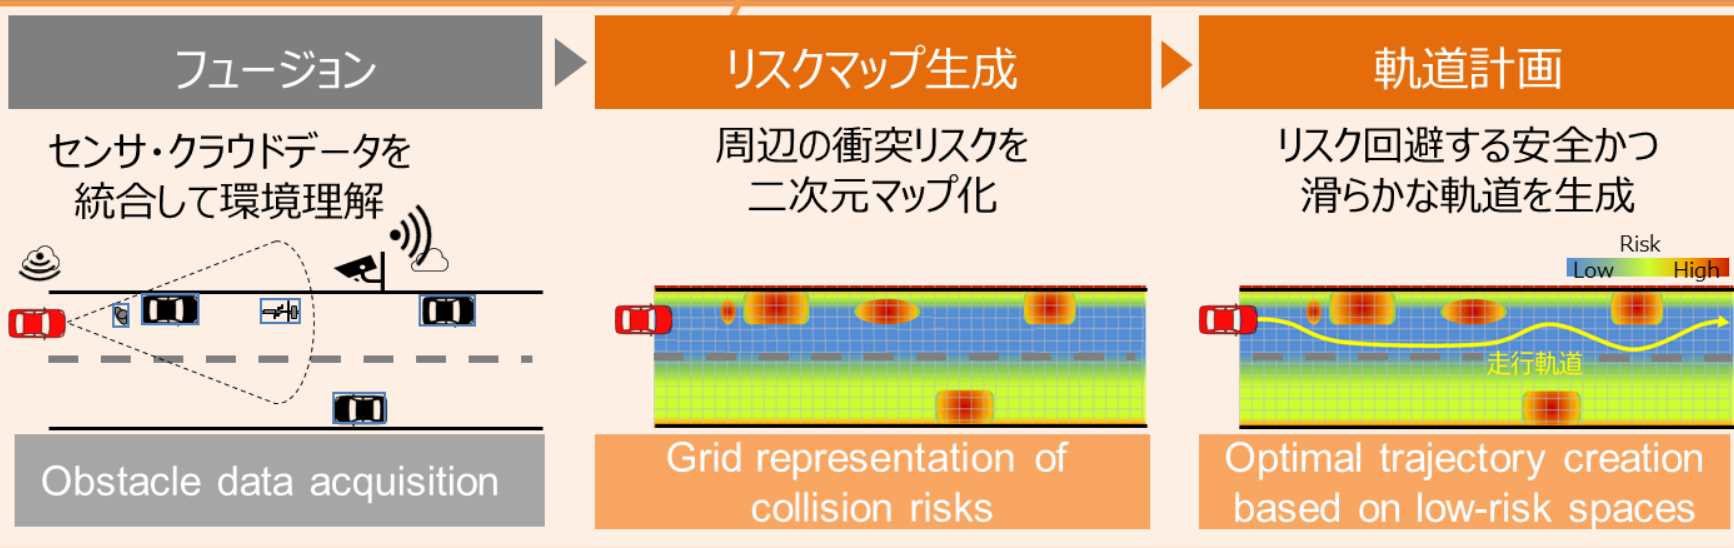 フュージョン
センサ・クラウドデータを
統合して環境理解
Obstacle data acquisition
リスクマップ生成
周辺の衝突リスクを
二次元マップ化
Grid representation of
collision risks
軌道計画
リスク回避する安全かつ
滑らかな軌道を生成
Risk
Low High
走行軌道
Optimal trajectory creation
based on low-risk spaces